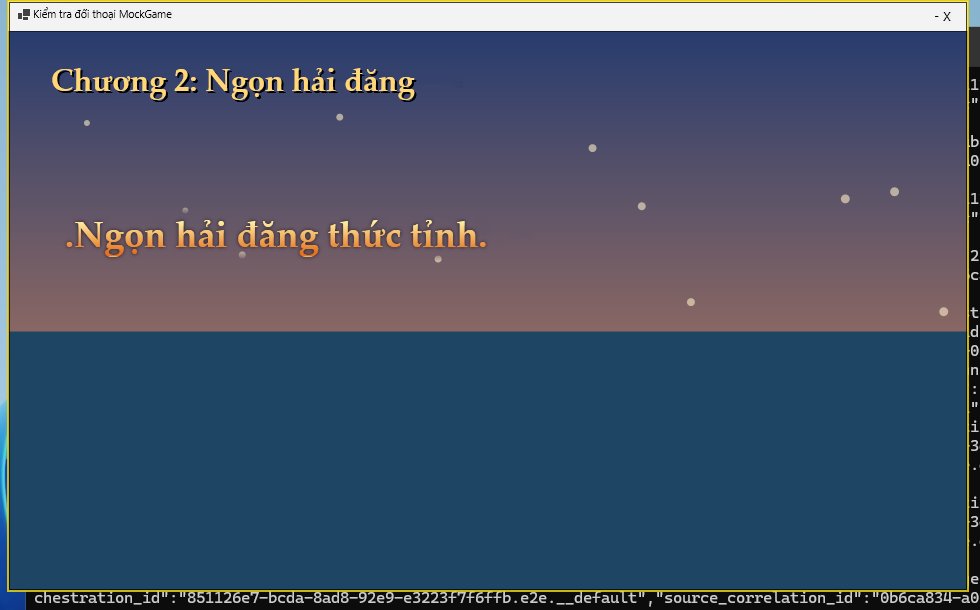 Kiểm tra đối thoại MockGame
- X
Chương 2: Ngọn hải đăng
.Ngọn hải đăng thức tỉnh.
chestration_id":"851126e7-bcda-8ad8-92e9-e3223f7f6ffb.e2e.__default","source_correlation_id":"0b6ca834-a